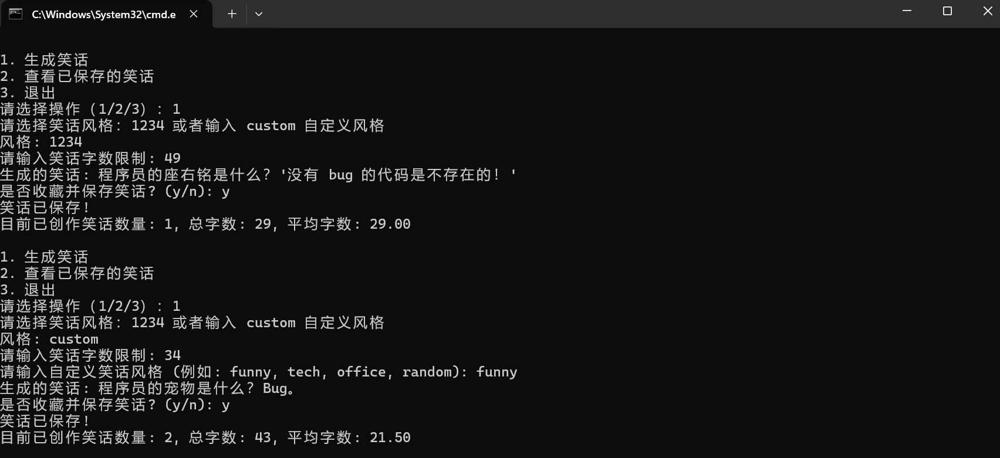 C:\Windows\System32\cmd.e
1. 生成笑话
2. 查看已保存的笑话
3. 退出
请选择操作（1/2/3）: 1
请选择笑话风格: 1234 或者输入 custom 自定义风格
风格: 1234
请输入笑话字数限制: 49
生成的笑话: 程序员的座右铭是什么？'没有 bug 的代码是不存在的！'
是否收藏并保存笑话? (y/n): y
笑话已保存!
目前已创作笑话数量: 1, 总字数: 29, 平均字数: 29.00
1. 生成笑话
2. 查看已保存的笑话
3. 退出
请选择操作（1/2/3）: 1
请选择笑话风格: 1234 或者输入 custom 自定义风格
风格: custom
请输入笑话字数限制: 34
请输入自定义笑话风格 (例如: funny, tech, office, random): funny
生成的笑话: 程序员的宠物是什么？Bug。
是否收藏并保存笑话? (y/n): y
笑话已保存!
目前已创作笑话数量: 2, 总字数: 43, 平均字数: 21.50